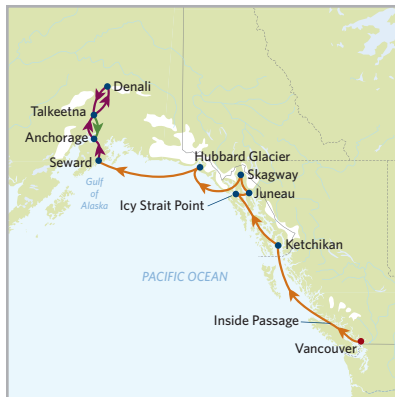 Denali
Talkeetna
Anchorage
Seward
Hubbard Glacier
Skagway
Gulf
of
Alaska
Juneau
Icy Strait Point
Ketchikan
PACIFIC OCEAN
Inside Passage
Vancouver